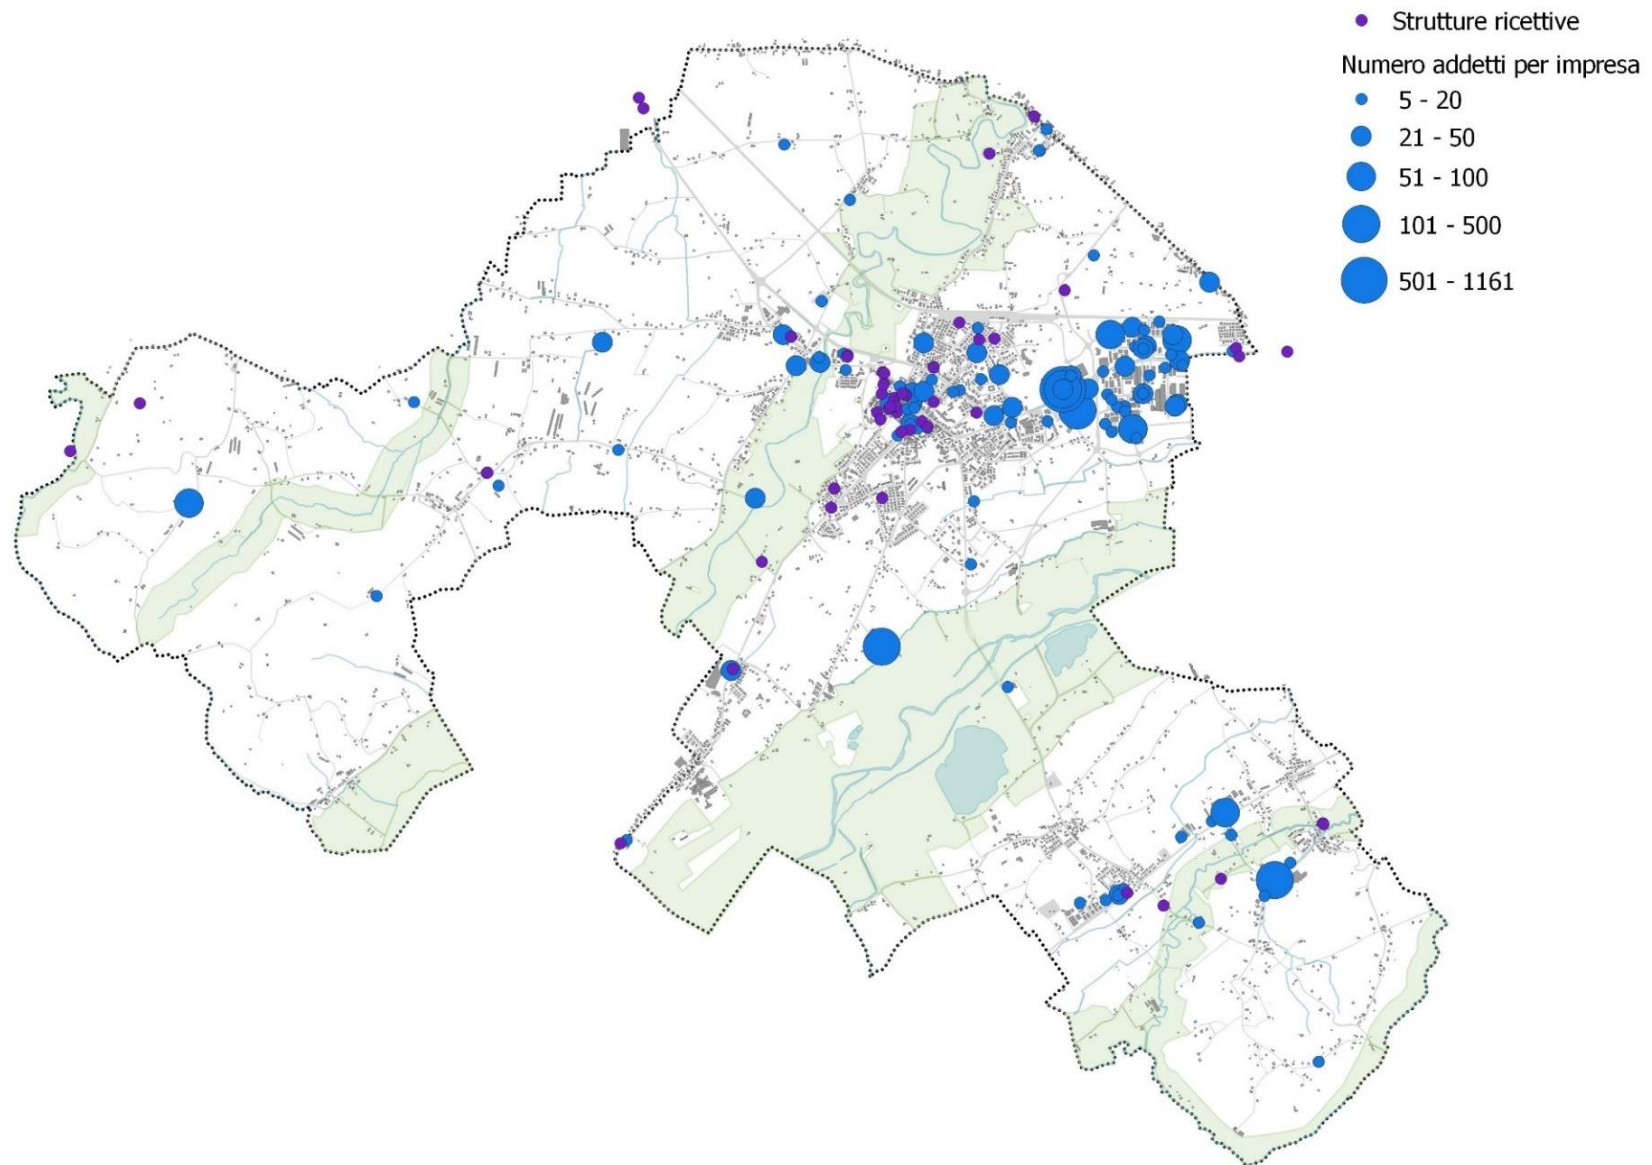 Strutture ricettive
Numero addetti per impresa
5 - 20
21 - 50
51 - 100
101 - 500
501 - 1161